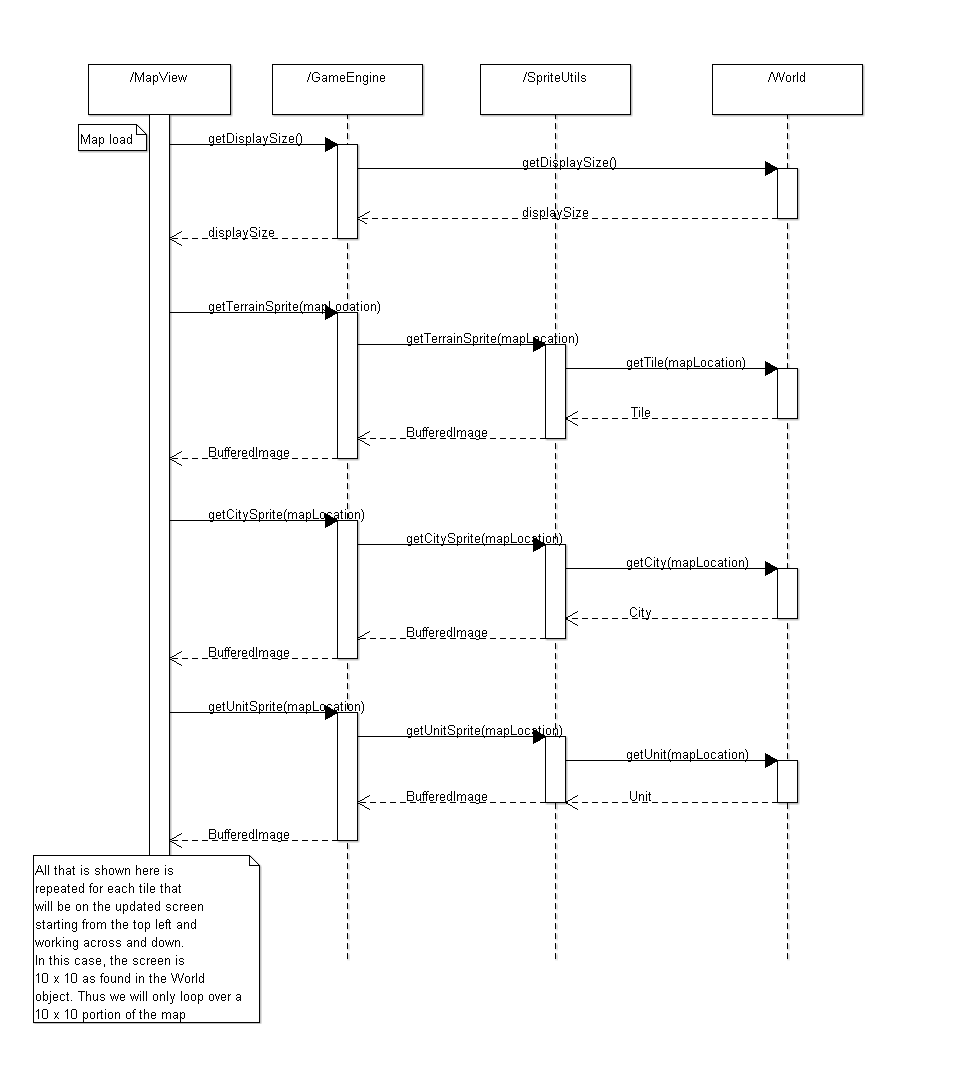 /MapView
/GameEngine
/SpriteUtils
/World
Map load
getDisplaySize()
getDisplaySize()
displaySize
displaySize
getTerrainSprite(mapLocation)
getTerrainSprite(mapLocation)
getTile(mapLocation)
Tile
BufferedImage
BufferedImage
getCitySprite(mapLocation)
getCitySprite(mapLocation)
getCity(mapLocation)
City
BufferedImage
BufferedImage
getUnitSprite(mapLocation)
getUnitSprite(mapLocation)
getUnit(mapLocation)
Unit
BufferedImage
BufferedImage
All that is shown here is
repeated for each tile that
will be on the updated screen
starting from the top left and
working across and down.
In this case, the screen is
10 x 10 as found in the World
object. Thus we will only loop over a
10 x 10 portion of the map